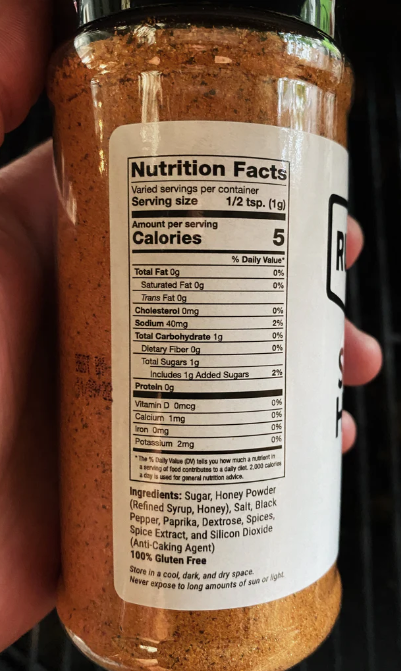 Nutrition Facts
Varied servings per container
Serving size 1/2 tsp. (1g)
Amount per serving
Calories 5
% Daily Value*
Total Fat 0g 0%
Saturated Fat 0g 0%
Trans Fat 0g
Cholesterol 0mg 0%
Sodium 40mg 2%
Total Carbohydrate 1g 0%
Dietary Fiber 0g 0%
Total Sugars 1g
Includes 1g Added Sugars 2%
Protein 0g
Vitamin D 0mcg 0%
Calcium 1mg 0%
Iron 0mg 0%
Potassium 2mg 0%
*The % Daily Value (DV) tells you how much a nutrient in
a serving of food contributes to a daily diet. 2,000 calories
a day is used for general nutrition advice.
Ingredients: Sugar, Honey Powder
(Refined Syrup, Honey), Salt, Black
Pepper, Paprika, Dextrose, Spices,
Spice Extract, and Silicon Dioxide
(Anti-Caking Agent)
100% Gluten Free
Store in a cool, dark, and dry space.
Never expose to long amounts of sun or light.